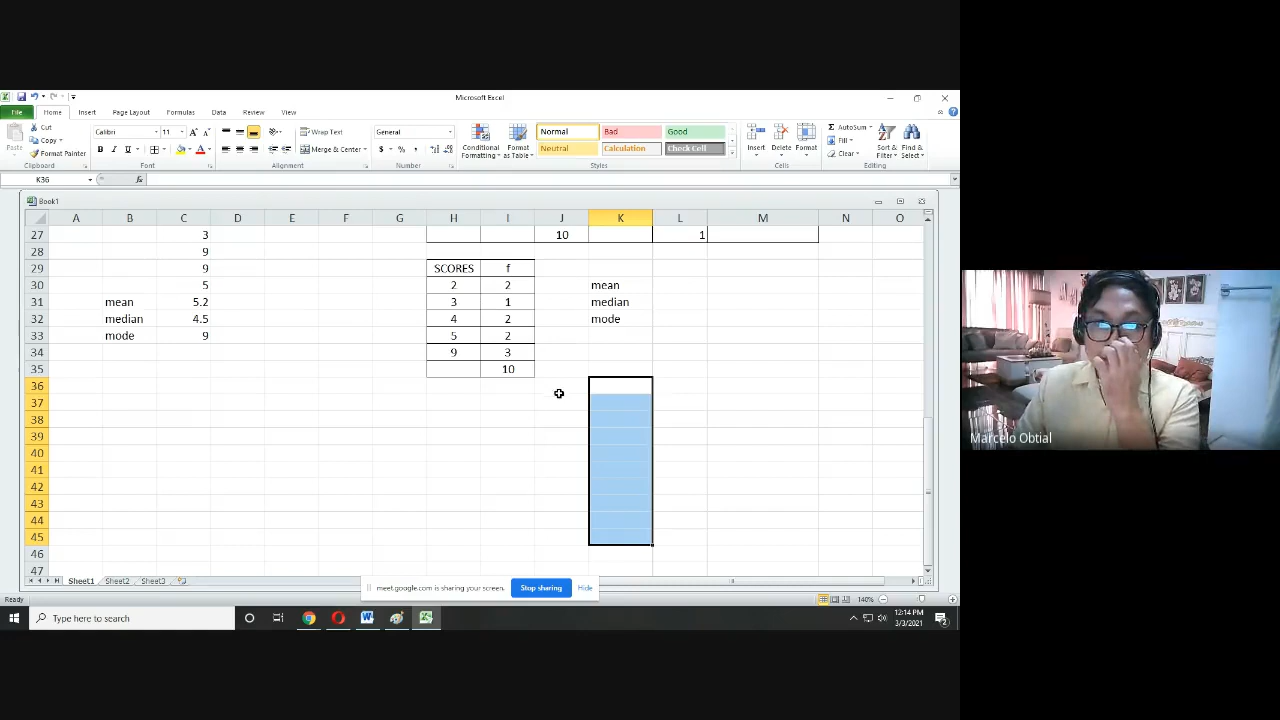 Microsoft Excel
File Home Insert Page Layout Formulas Data Review View
Paste Cut Calibri 11 Wrap Text General Conditional Formatting Format as Table Normal Bad Good Insert Delete Format AutoSum Sort & Filter Find & Select
Copy
Fill
Format Painter Merge & Center $ % , Neutral Calculation Check Cell Clear
Clipboard Font Alignment Number Styles Cells Editing
K36 fx
Book1
A B C D E F G H I J K L M N O
27 3 10 1
28 9
29 9 SCORES f
30 5 2 2 mean
31 mean 5.2 3 1 median
32 median 4.5 4 2 mode
33 mode 9 5 2
34 9 3
35 10
36
37
38
39
40
41
42
43
44
45
46
47
Sheet1 Sheet2 Sheet3
meet.google.com is sharing your screen. Stop sharing Hide
Ready 140%
Type here to search
12:14 PM
3/3/2021
2
Marcelo Obtial